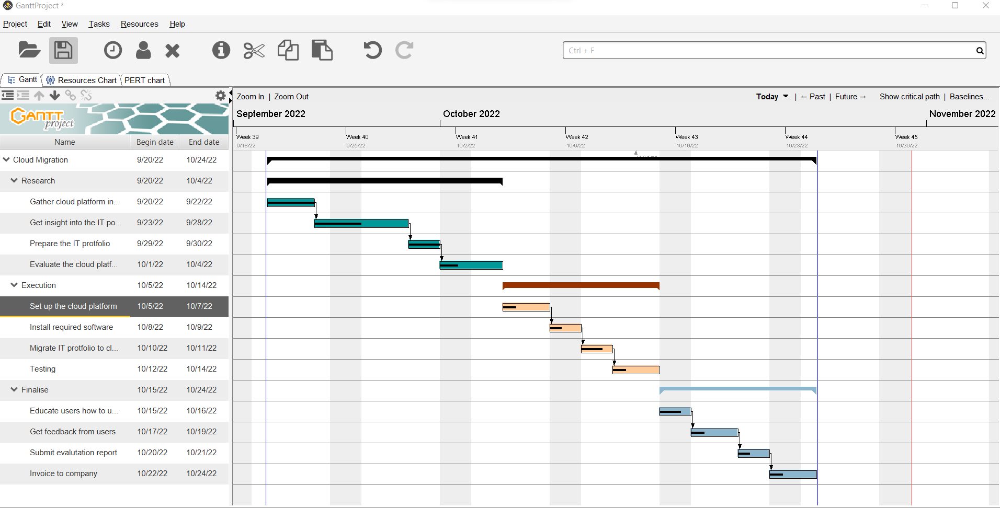 GanttProject *
Project Edit View Tasks Resources Help
Ctrl + F
Gantt Resources Chart PERT chart
Zoom In | Zoom Out Today | ← Past | Future → Show critical path | Baselines...
GANTT project
September 2022 October 2022 November 2022
Week 39 Week 40 Week 41 Week 42 Week 43 Week 44 Week 45
9/18/22 9/25/22 10/2/22 10/9/22 10/16/22 10/23/22 10/30/22
Name Begin date End date
Cloud Migration 9/20/22 10/24/22
Research 9/20/22 10/4/22
Gather cloud platform in... 9/20/22 9/22/22
Get insight into the IT po... 9/23/22 9/28/22
Prepare the IT protfolio 9/29/22 9/30/22
Evaluate the cloud platf... 10/1/22 10/4/22
Execution 10/5/22 10/14/22
Set up the cloud platform 10/5/22 10/7/22
Install required software 10/8/22 10/9/22
Migrate IT protfolio to cl... 10/10/22 10/11/22
Testing 10/12/22 10/14/22
Finalise 10/15/22 10/24/22
Educate users how to u... 10/15/22 10/16/22
Get feedback from users 10/17/22 10/19/22
Submit evalutation report 10/20/22 10/21/22
Invoice to company 10/22/22 10/24/22